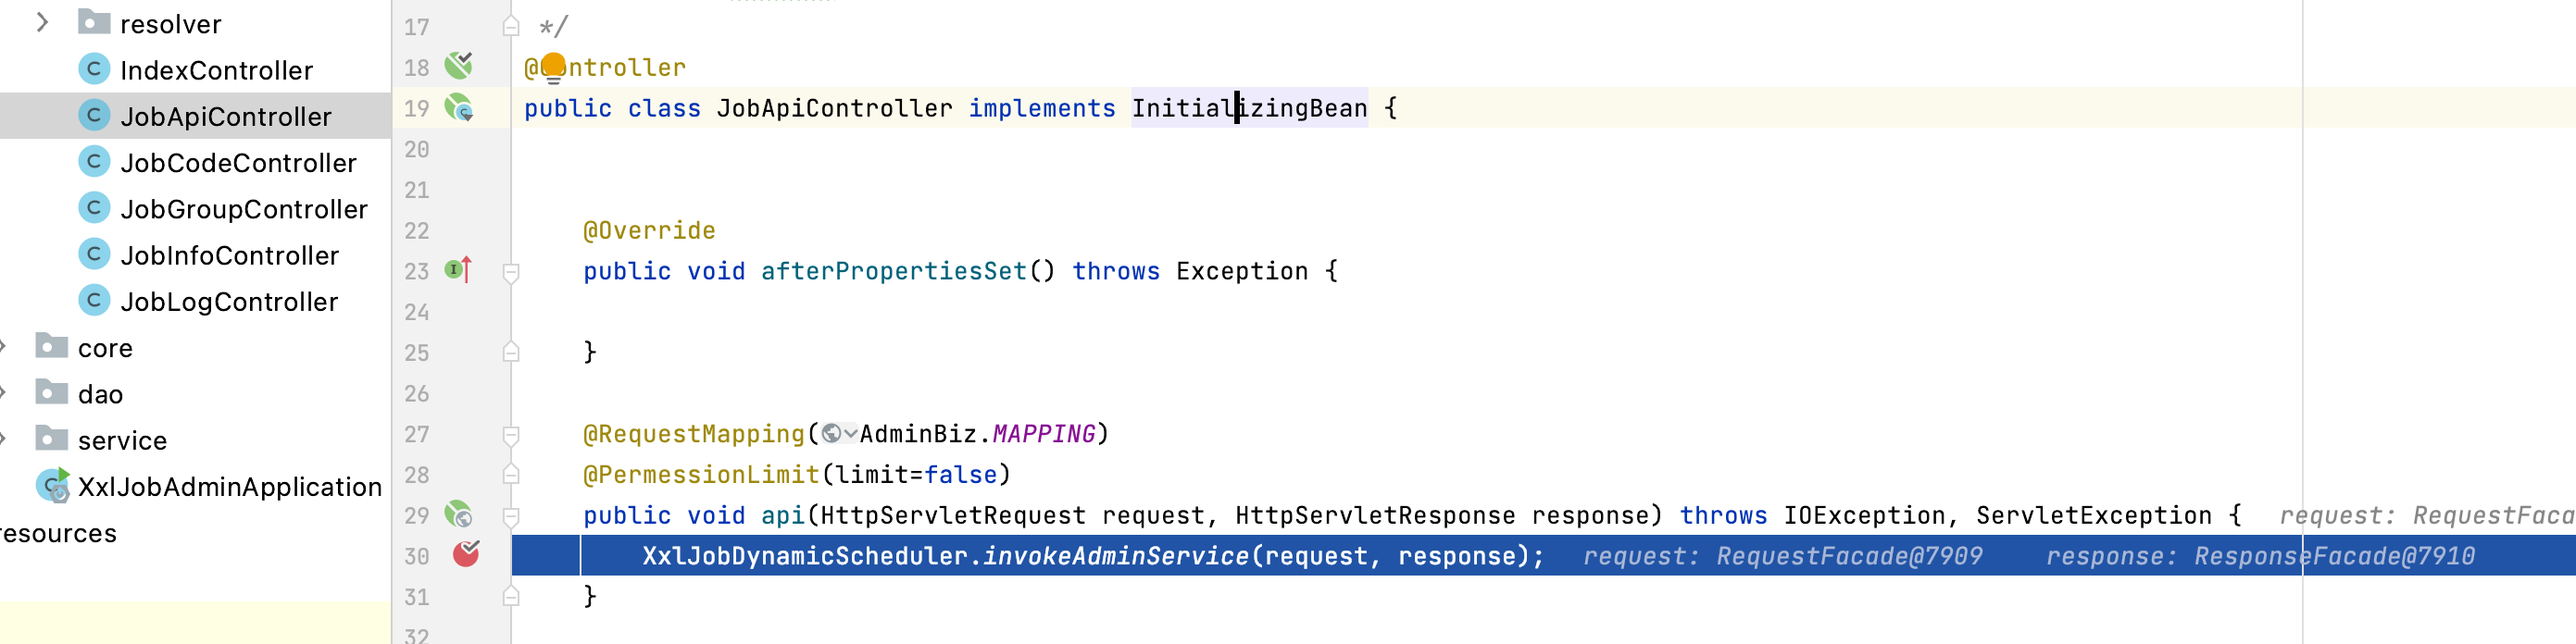 resolver
IndexController
JobApiController
JobCodeController
JobGroupController
JobInfoController
JobLogController
core
dao
service
XxlJobAdminApplication
resources
17 */
18 @Controller
19 public class JobApiController implements InitializingBean {
20
21
22 @Override
23 public void afterPropertiesSet() throws Exception {
24
25 }
26
27 @RequestMapping(AdminBiz.MAPPING)
28 @PermessionLimit(limit=false)
29 public void api(HttpServletRequest request, HttpServletResponse response) throws IOException, ServletException { request: RequestFaca
30 XxlJobDynamicScheduler.invokeAdminService(request, response); request: RequestFacade@7909 response: ResponseFacade@7910
31 }
32